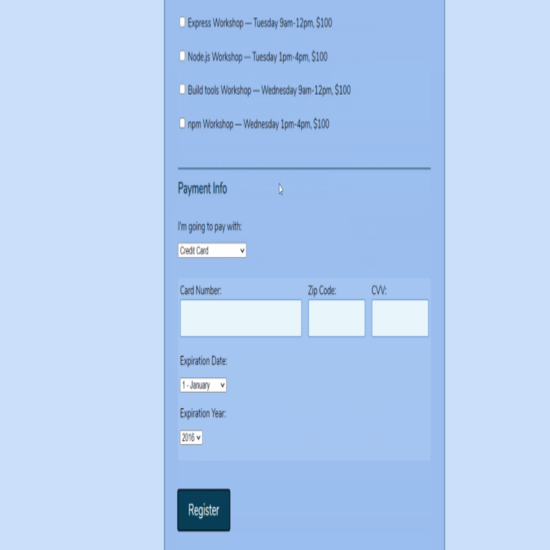 Express Workshop — Tuesday 9am-12pm, $100
Node.js Workshop — Tuesday 1pm-4pm, $100
Build tools Workshop — Wednesday 9am-12pm, $100
npm Workshop — Wednesday 1pm-4pm, $100
Payment Info
I'm going to pay with:
Credit Card
Card Number: Zip Code: CVV:
Expiration Date:
1 - January
Expiration Year:
2016
Register